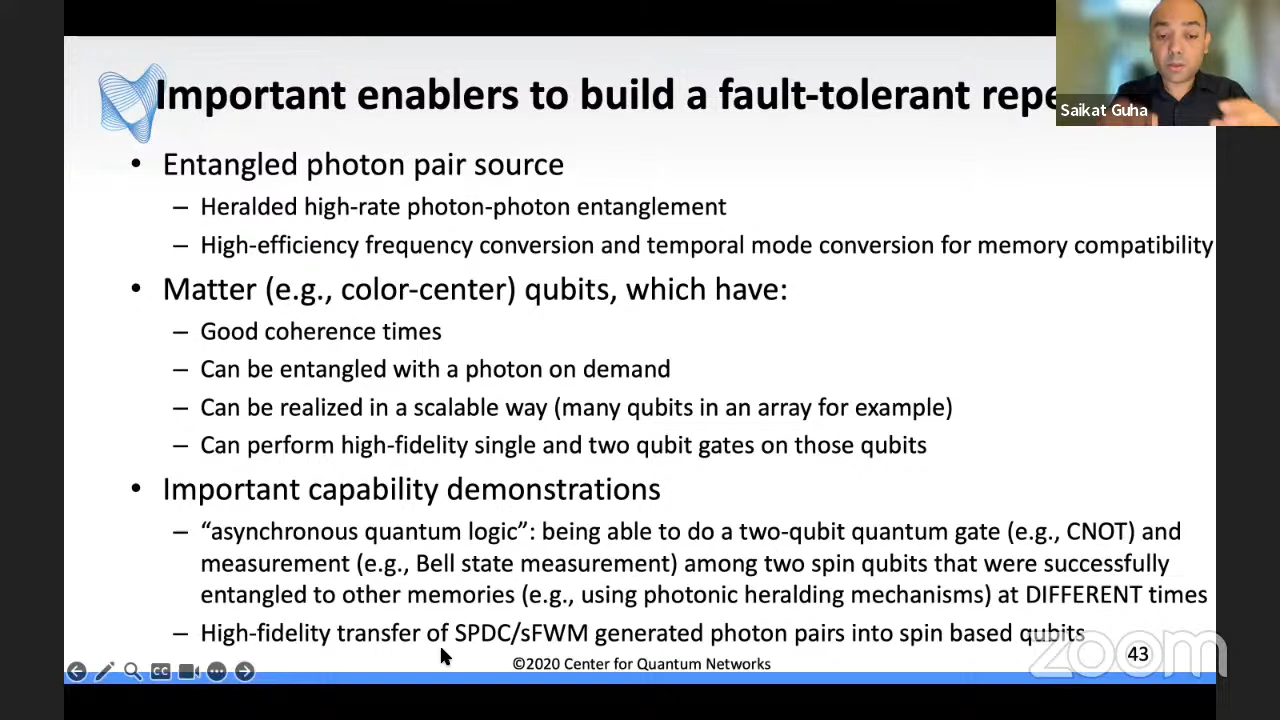 Important enablers to build a fault-tolerant repe
Saikat Guha
• Entangled photon pair source
– Heralded high-rate photon-photon entanglement
– High-efficiency frequency conversion and temporal mode conversion for memory compatibility
• Matter (e.g., color-center) qubits, which have:
– Good coherence times
– Can be entangled with a photon on demand
– Can be realized in a scalable way (many qubits in an array for example)
– Can perform high-fidelity single and two qubit gates on those qubits
• Important capability demonstrations
– “asynchronous quantum logic”: being able to do a two-qubit quantum gate (e.g., CNOT) and
measurement (e.g., Bell state measurement) among two spin qubits that were successfully
entangled to other memories (e.g., using photonic heralding mechanisms) at DIFFERENT times
– High-fidelity transfer of SPDC/sFWM generated photon pairs into spin based qubits
CC
©2020 Center for Quantum Networks
43
zoom